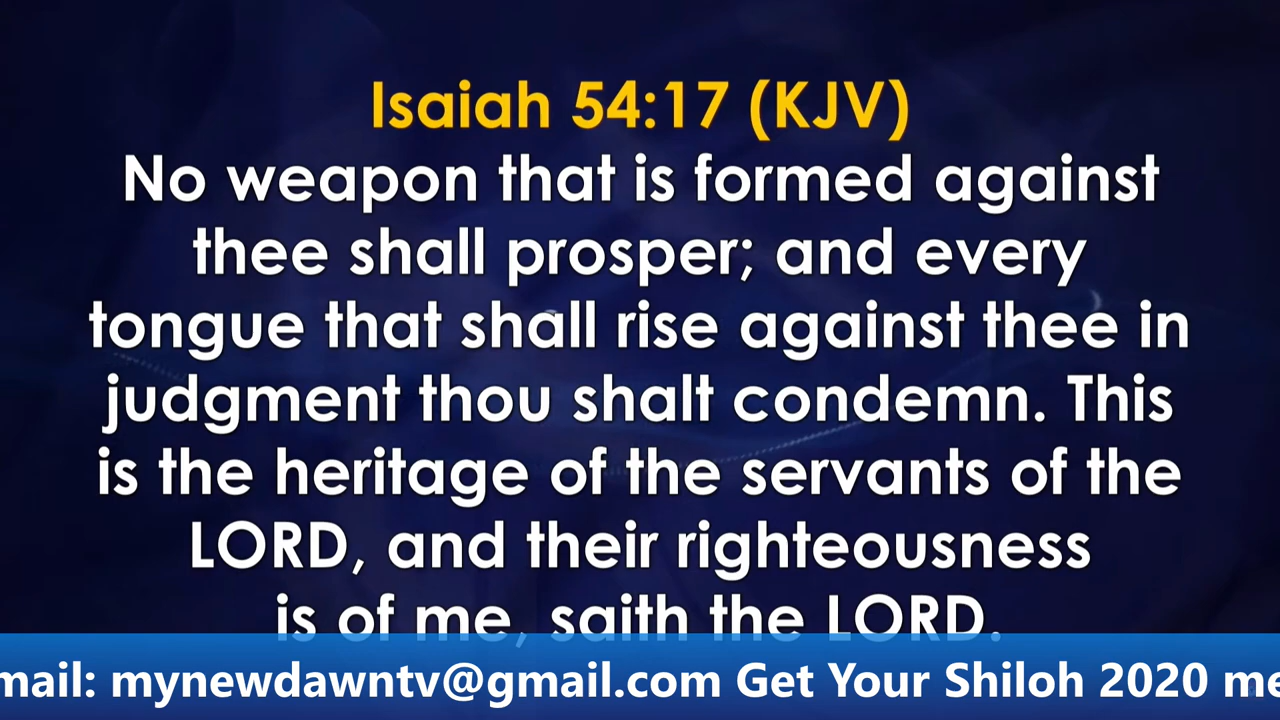 Isaiah 54:17 (KJV)
No weapon that is formed against
thee shall prosper; and every
tongue that shall rise against thee in
judgment thou shalt condemn. This
is the heritage of the servants of the
LORD, and their righteousness
is of me, saith the LORD.
mail: mynewdawntv@gmail.com Get Your Shiloh 2020 me